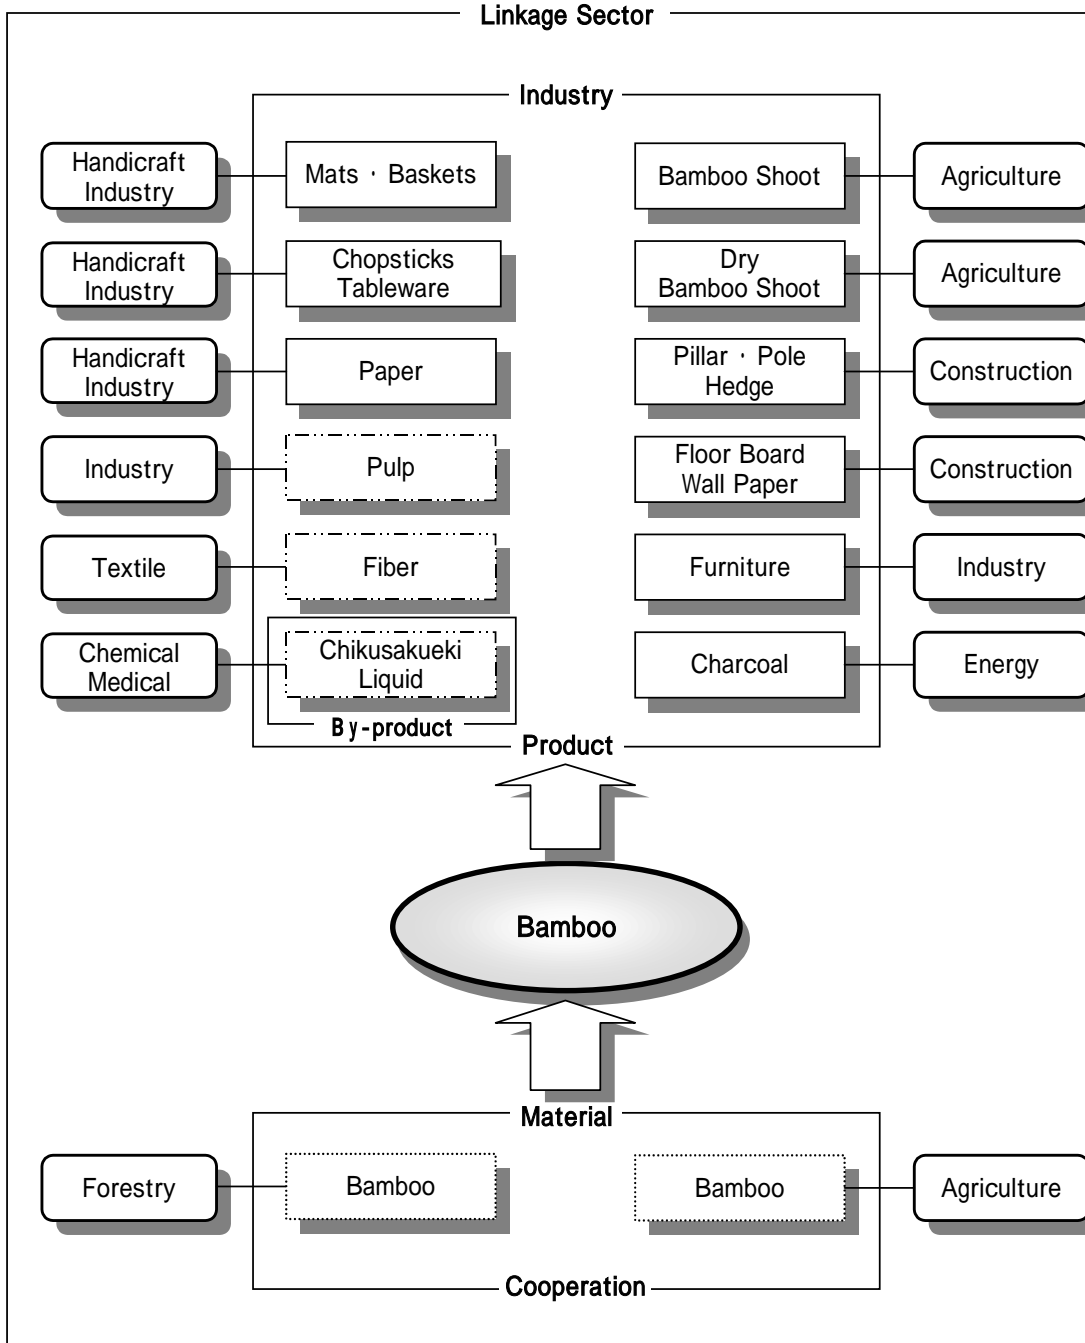 Linkage Sector
Industry
Handicraft
Industry
Mats · Baskets
Bamboo Shoot
Agriculture
Handicraft
Industry
Chopsticks
Tableware
Dry
Bamboo Shoot
Agriculture
Handicraft
Industry
Paper
Pillar · Pole
Hedge
Construction
Industry
Pulp
Floor Board
Wall Paper
Construction
Textile
Fiber
Furniture
Industry
Chemical
Medical
Chikusakueki
Liquid
Charcoal
Energy
By-product
Product
Bamboo
Material
Forestry
Bamboo
Bamboo
Agriculture
Cooperation